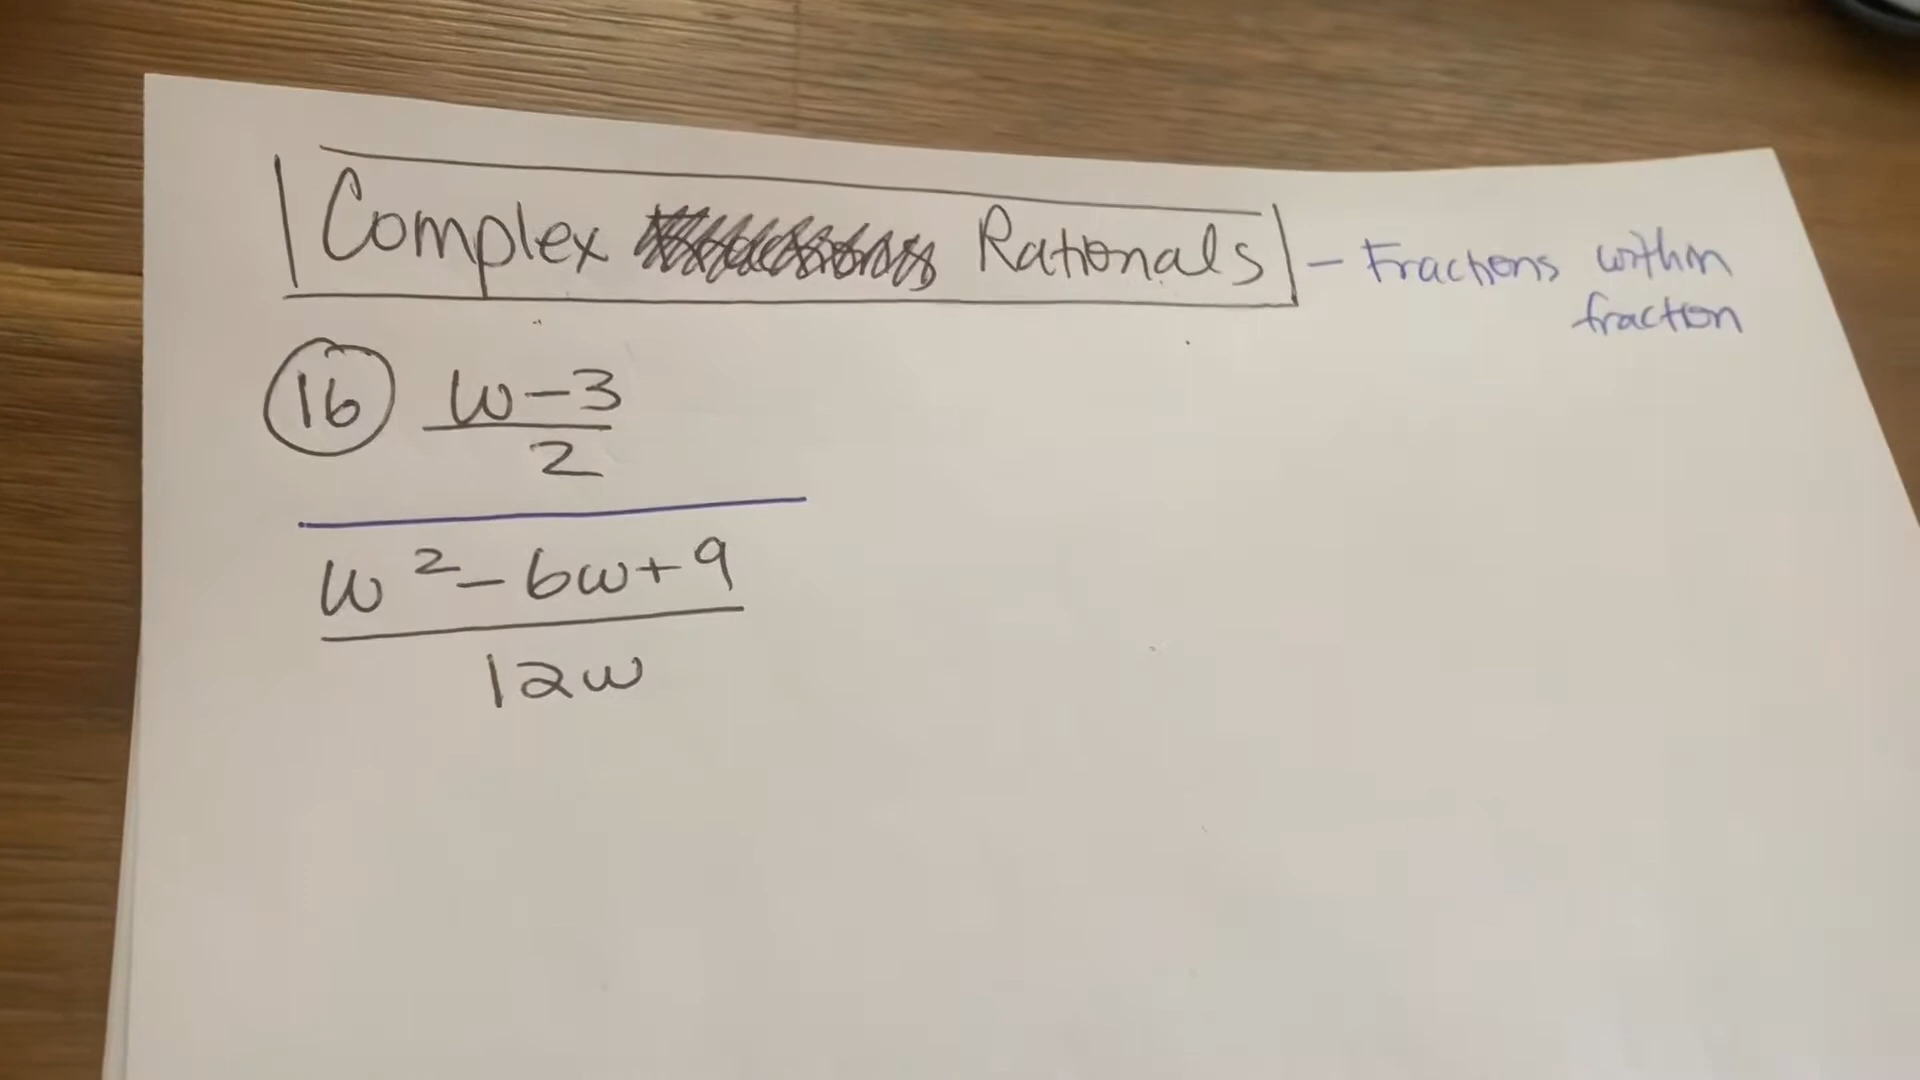 Complex Rationals - Fractions within
fraction
16 w-3
2
w²-6w+9
12w